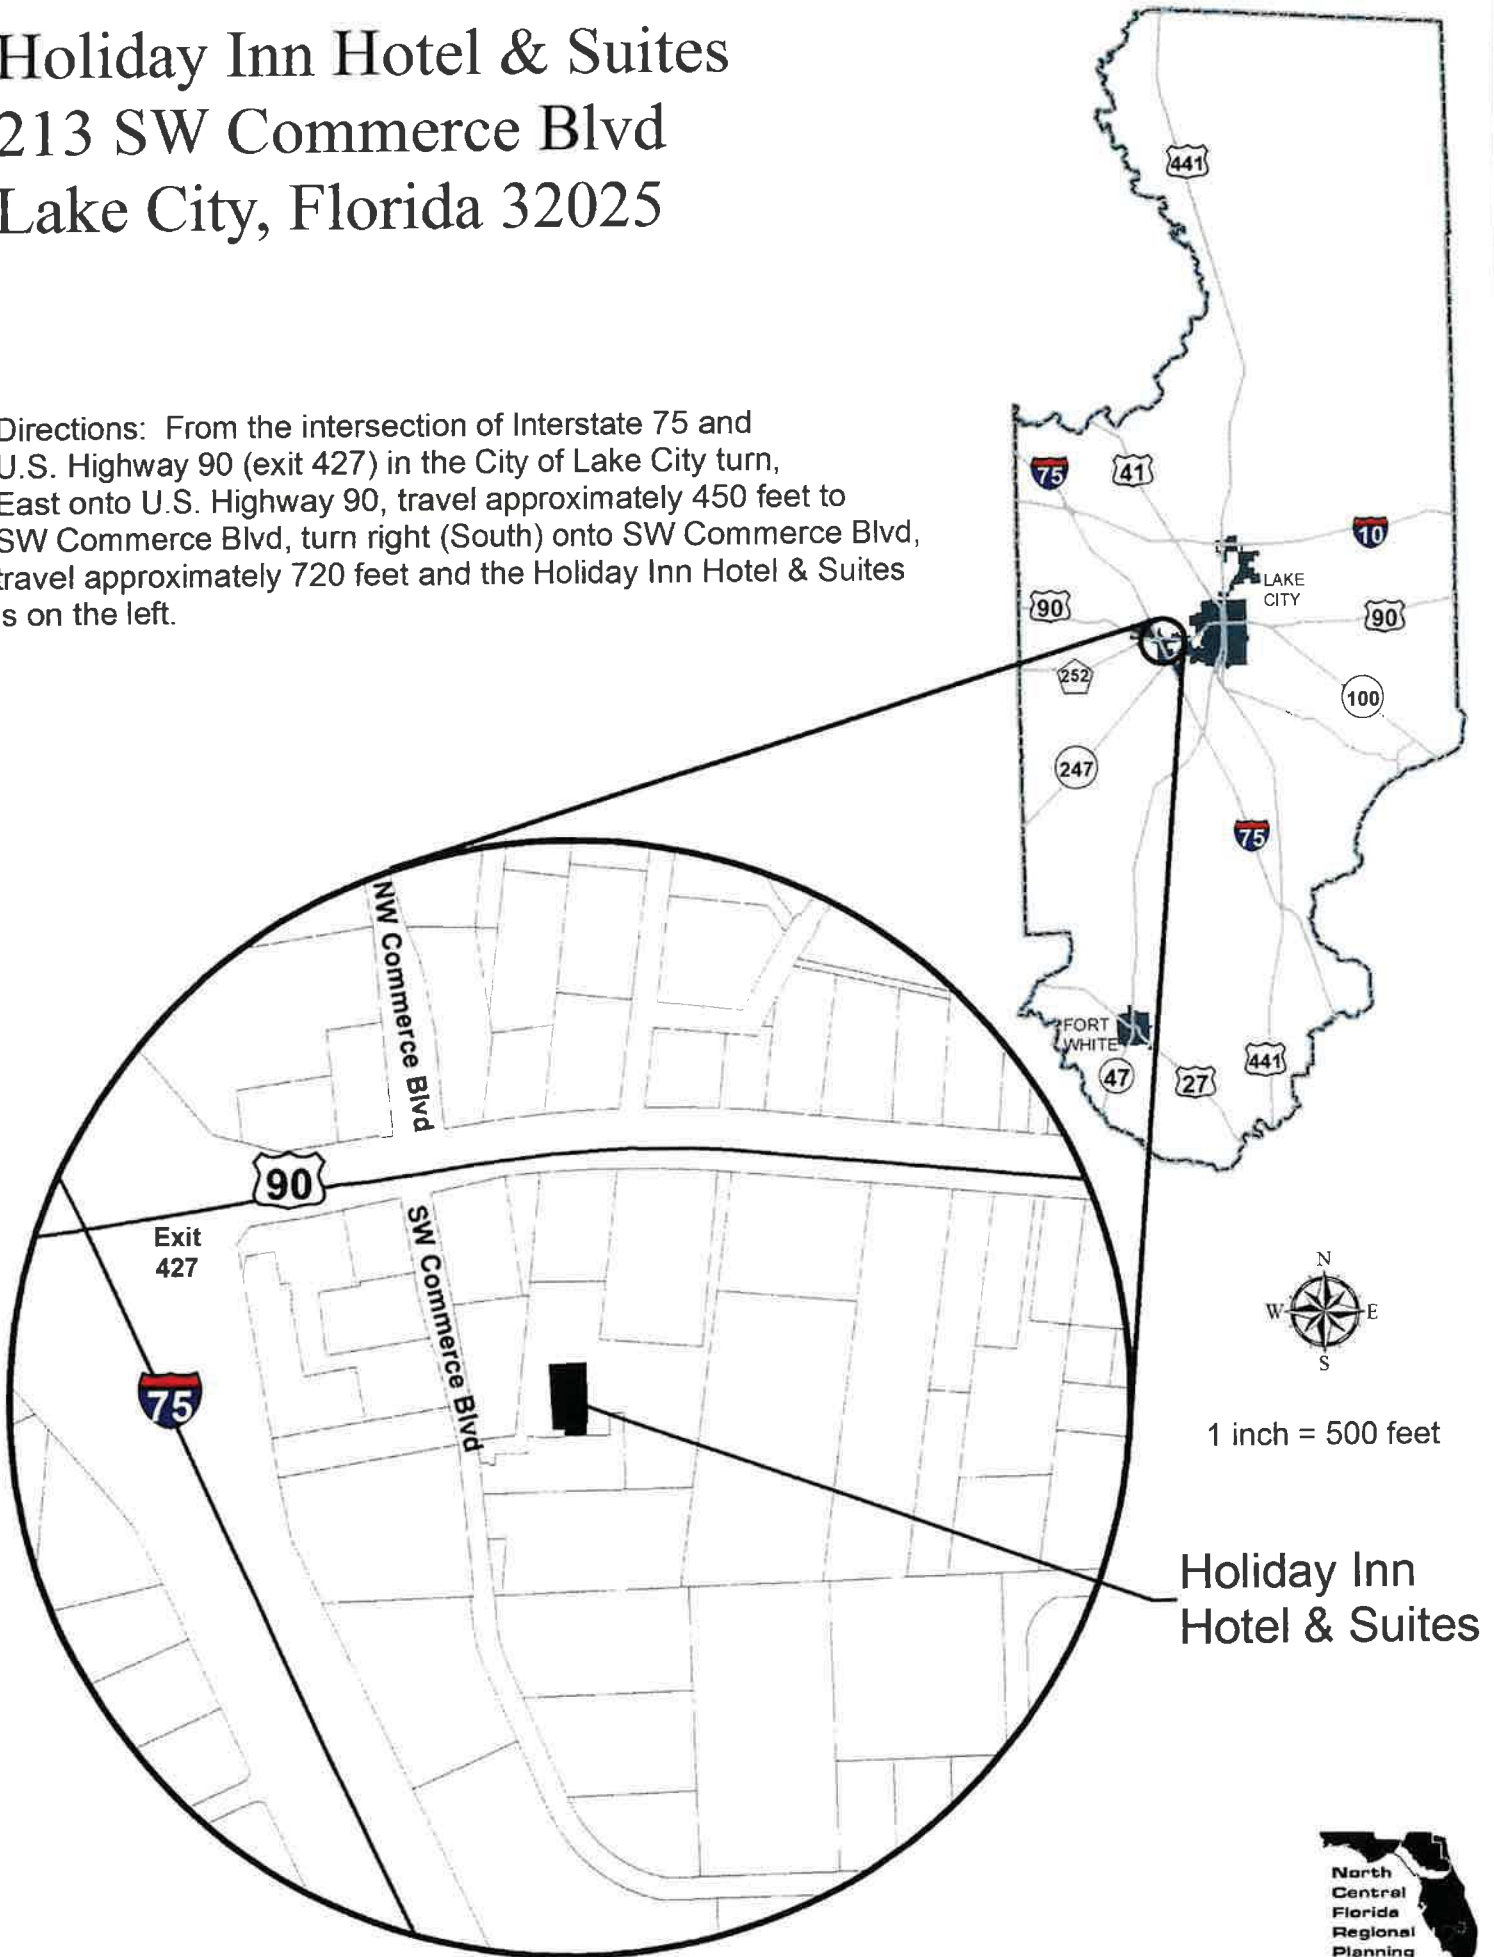 Holiday Inn Hotel & Suites
213 SW Commerce Blvd
Lake City, Florida 32025
Directions: From the intersection of Interstate 75 and
U.S. Highway 90 (exit 427) in the City of Lake City turn,
East onto U.S. Highway 90, travel approximately 450 feet to
SW Commerce Blvd, turn right (South) onto SW Commerce Blvd,
travel approximately 720 feet and the Holiday Inn Hotel & Suites
is on the left.
441
75
41
10
LAKE
CITY
90
90
252
100
247
75
FORT
WHITE
47
27
441
NW Commerce Blvd
90
Exit
427
SW Commerce Blvd
75
N
W
E
S
1 inch = 500 feet
Holiday Inn
Hotel & Suites
North
Central
Florida
Regional
Planning